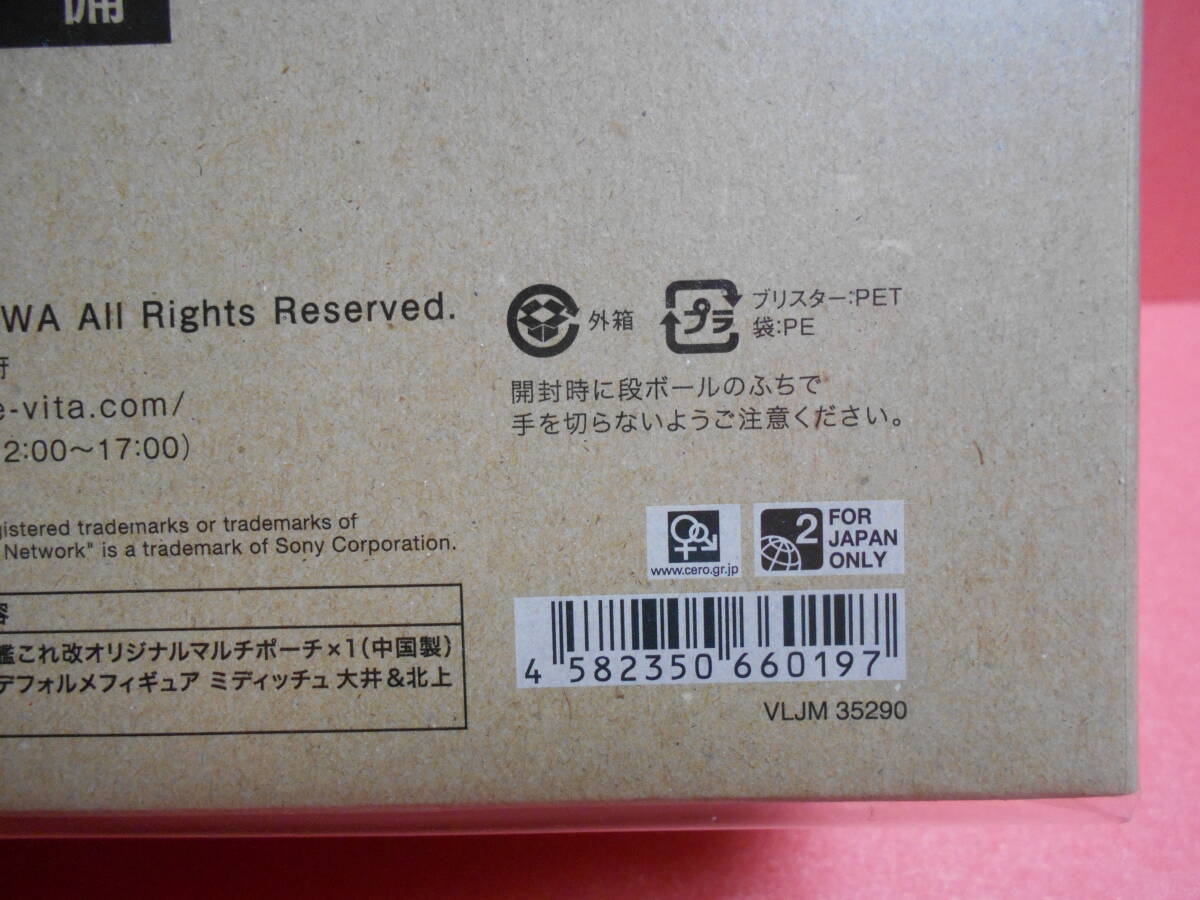 WA All Rights Reserved.
e-vita.com/
2:00～17:00)
外箱
プラ
ブリスター:PET
袋:PE
開封時に段ボールのふちで
手を切らないようご注意ください。
gistered trademarks or trademarks of
Network" is a trademark of Sony Corporation.
容
艦これ改オリジナルマルチポーチ×1(中国製)
デフォルメフィギュア ミディッチュ 大井&北上
www.cero.gr.jp
2
FOR
JAPAN
ONLY
4 582350 660197
VLJM 35290